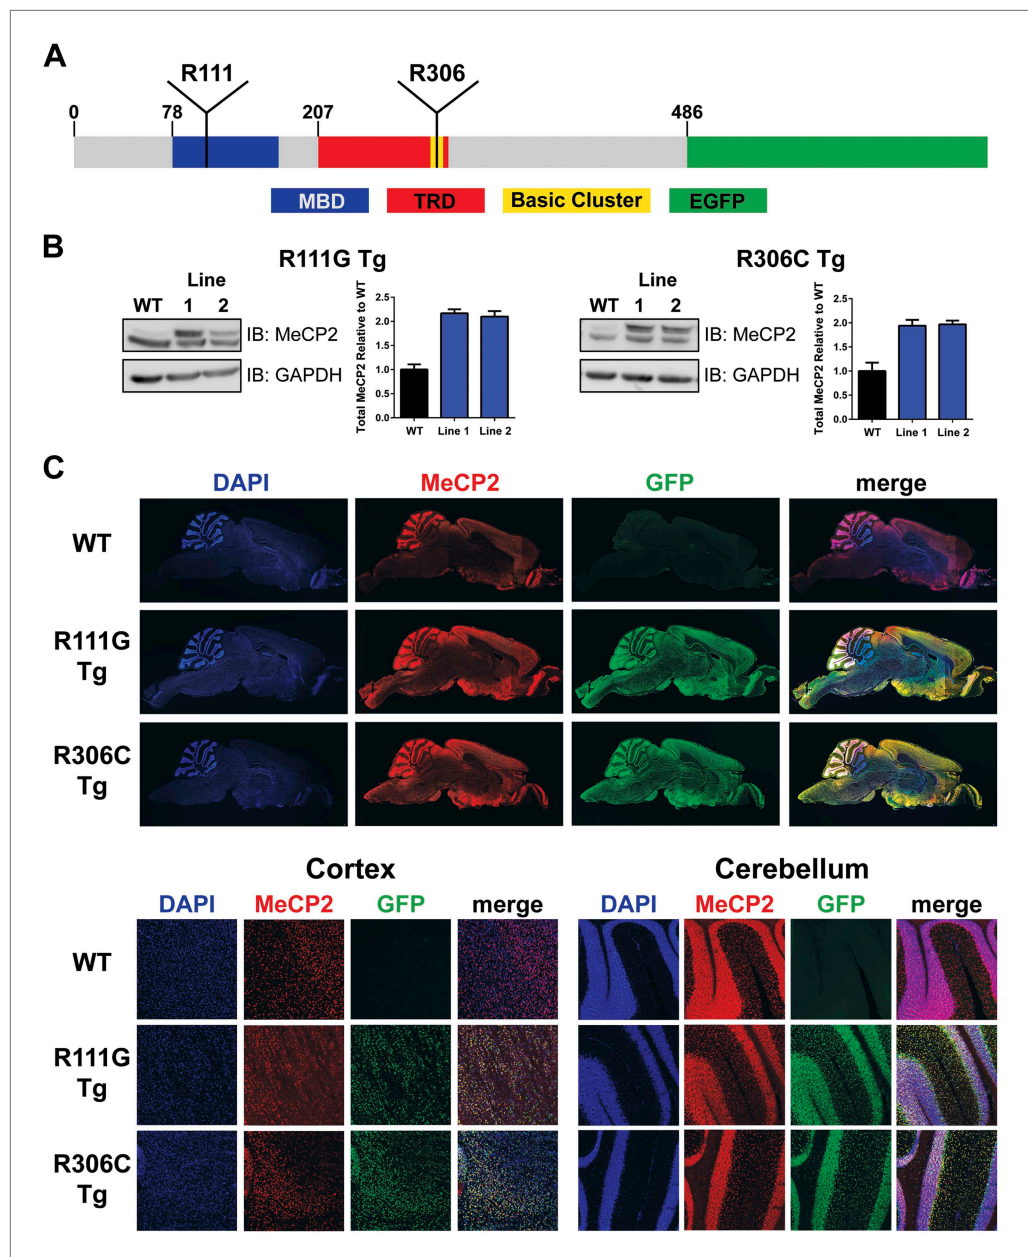 A
R111 R306
0 78 207 486
MBD TRD Basic Cluster EGFP
B
R111G Tg
Line
WT 1 2
IB: MeCP2
IB: GAPDH
Total MeCP2 Relative to WT
2.5
2.0
1.5
1.0
0.5
0.0
WT Line 1 Line 2
R306C Tg
Line
WT 1 2
IB: MeCP2
IB: GAPDH
Total MeCP2 Relative to WT
2.5
2.0
1.5
1.0
0.5
0.0
WT Line 1 Line 2
C
DAPI MeCP2 GFP merge
WT
R111G
Tg
R306C
Tg
Cortex Cerebellum
DAPI MeCP2 GFP merge DAPI MeCP2 GFP merge
WT
R111G
Tg
R306C
Tg